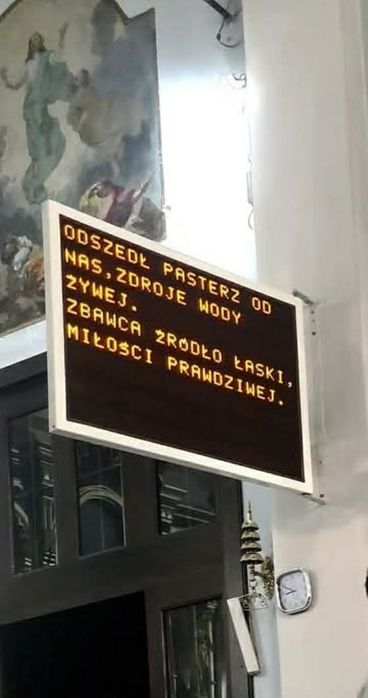 ODSZEDŁ PASTERZ OD
NAS,ZDROJE WODY
ŻYWEJ.
ZBAWCA ŹRÓDŁO ŁASKI,
MIŁOŚCI PRAWDZIWEJ.